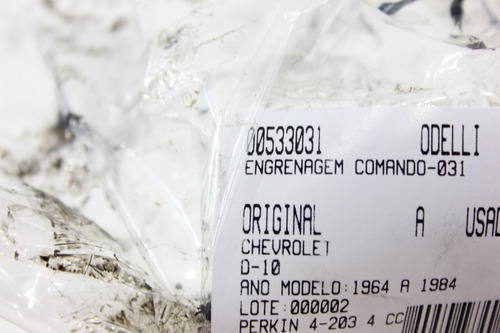 00533031 ODELLI
ENGRENAGEM COMANDO-031
ORIGINAL A USAD
CHEVROLET
D-10
ANO MODELO:1964 A 1984
LOTE:000002
PERKIN 4-203 4 CC